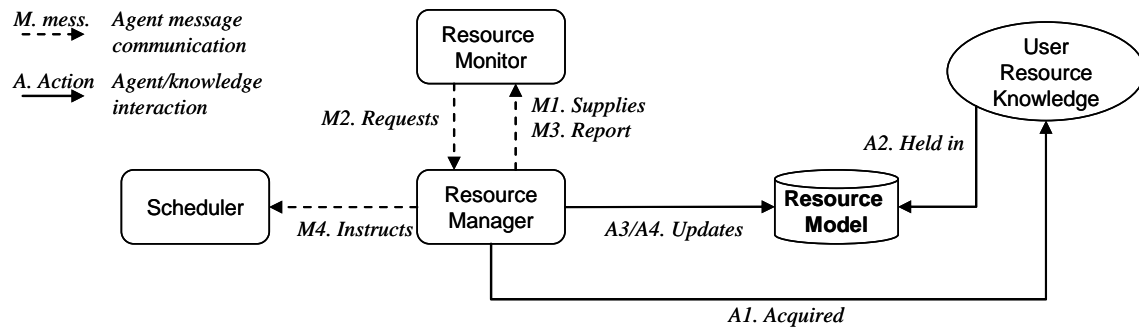 M. mess.
Agent message
communication
A. Action
Agent/knowledge
interaction
Resource
Monitor
User
Resource
Knowledge
M2. Requests
M1. Supplies
M3. Report
A2. Held in
Scheduler
M4. Instructs
Resource
Manager
A3/A4. Updates
Resource
Model
A1. Acquired